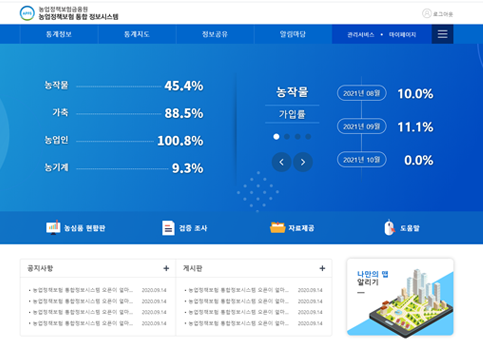 농업정책보험금융원
농업정책보험 통합 정보시스템
로그아웃
통계정보 통계지도 정보공유 알림마당 관리서비스 • 마이페이지
농작물 45.4%
가축 88.5%
농업인 100.8%
농기계 9.3%
농작물
가입률
2021년 08월 10.0%
2021년 09월 11.1%
2021년 10월 0.0%
농심품 현황판 검증 조사 자료제공 도움말
공지사항 +
• 농업정책보험 통합정보시스템 오픈이 얼마... 2020.09.14
• 농업정책보험 통합정보시스템 오픈이 얼마... 2020.09.14
• 농업정책보험 통합정보시스템 오픈이 얼마... 2020.09.14
• 농업정책보험 통합정보시스템 오픈이 얼마... 2020.09.14
게시판 +
• 농업정책보험 통합정보시스템 오픈이 얼마... 2020.09.14
• 농업정책보험 통합정보시스템 오픈이 얼마... 2020.09.14
• 농업정책보험 통합정보시스템 오픈이 얼마... 2020.09.14
• 농업정책보험 통합정보시스템 오픈이 얼마... 2020.09.14
나만의 맵
알리기